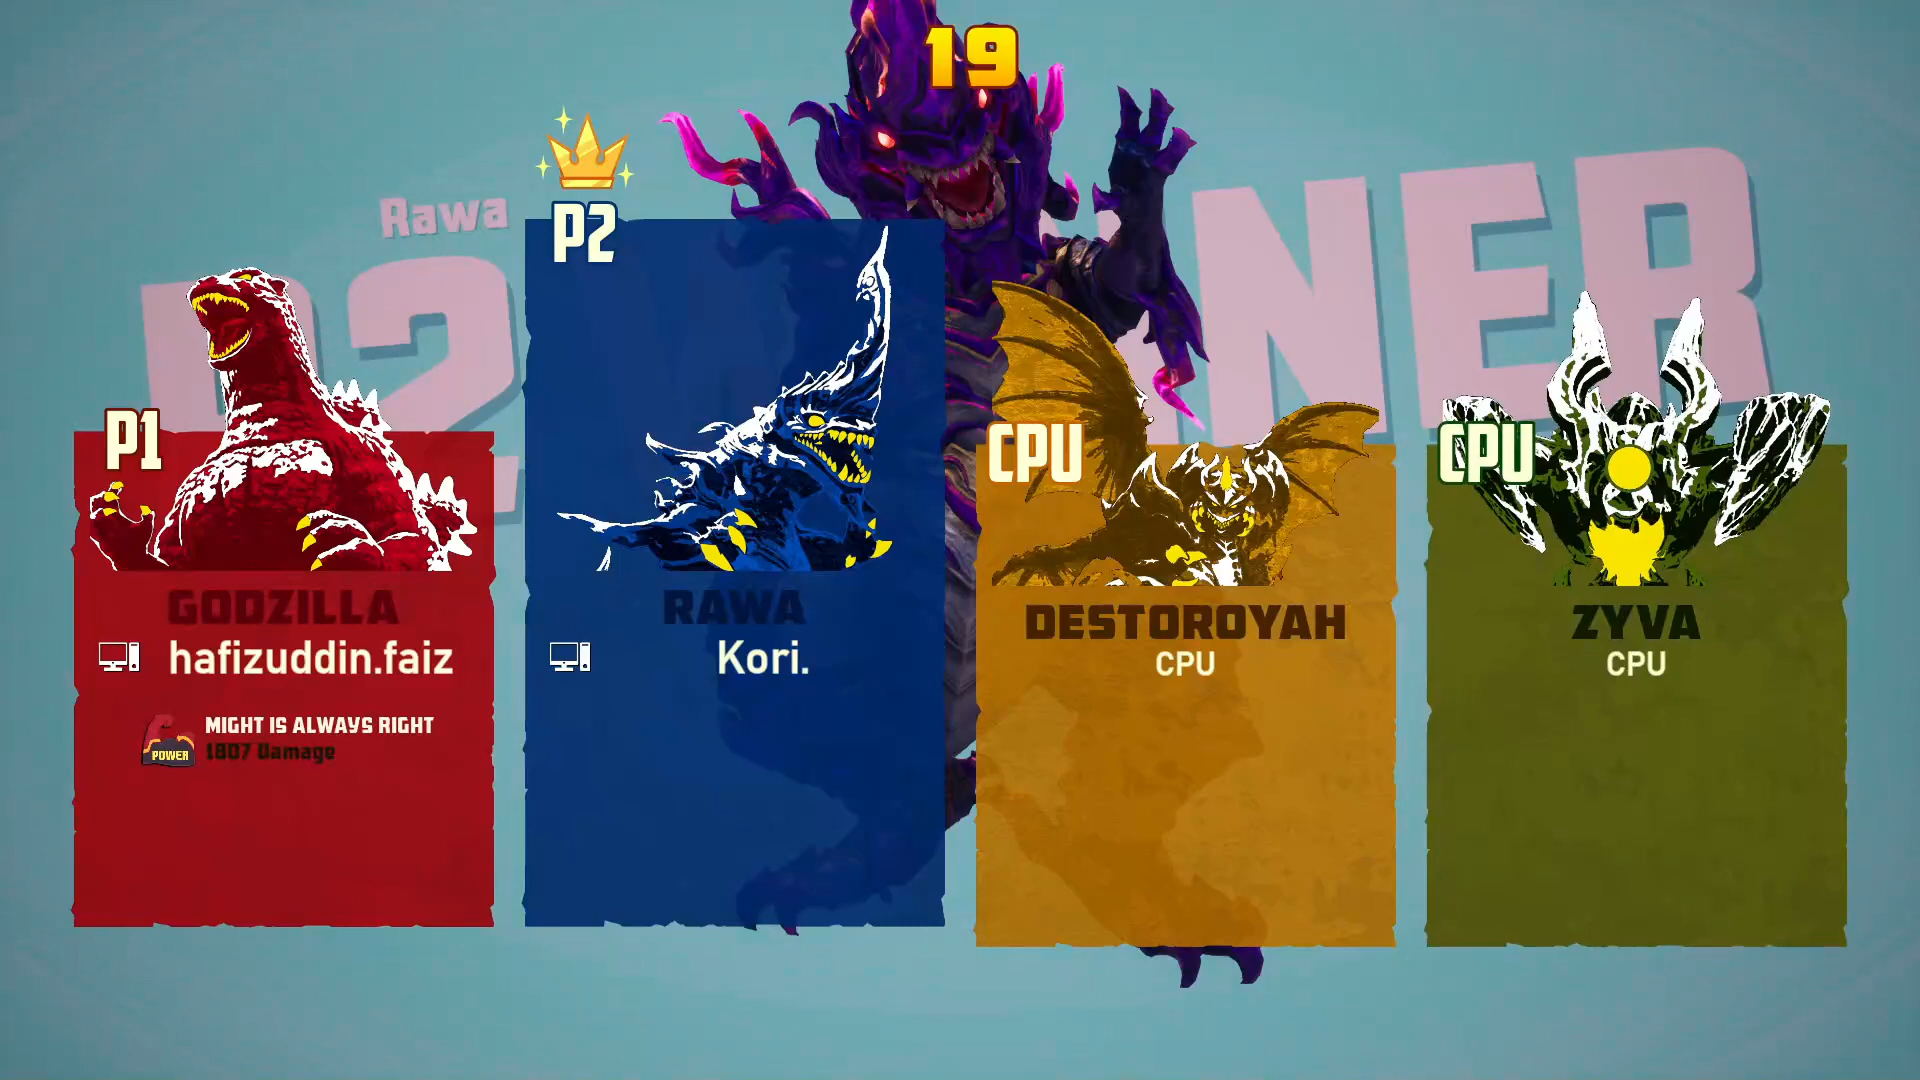 19
Rawa
P2 WINNER
P1
GODZILLA
hafizuddin.faiz
POWER
MIGHT IS ALWAYS RIGHT
1807 Damage
P2
RAWA
Kori.
CPU
DESTOROYAH
CPU
CPU
ZYVA
CPU